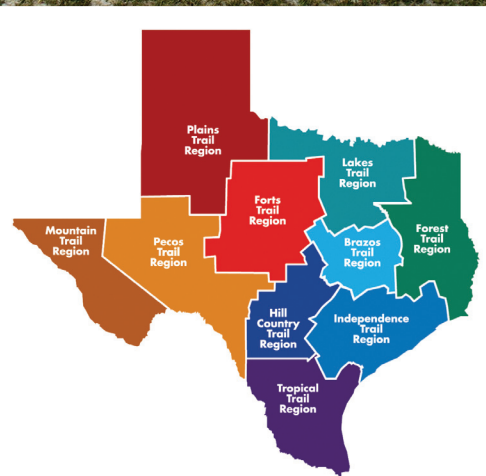 Plains
Trail
Region
Lakes
Trail
Region
Forts
Trail
Region
Forest
Trail
Region
Mountain
Trail
Region
Pecos
Trail
Region
Brazos
Trail
Region
Hill
Country
Trail
Region
Independence
Trail
Region
Tropical
Trail
Region